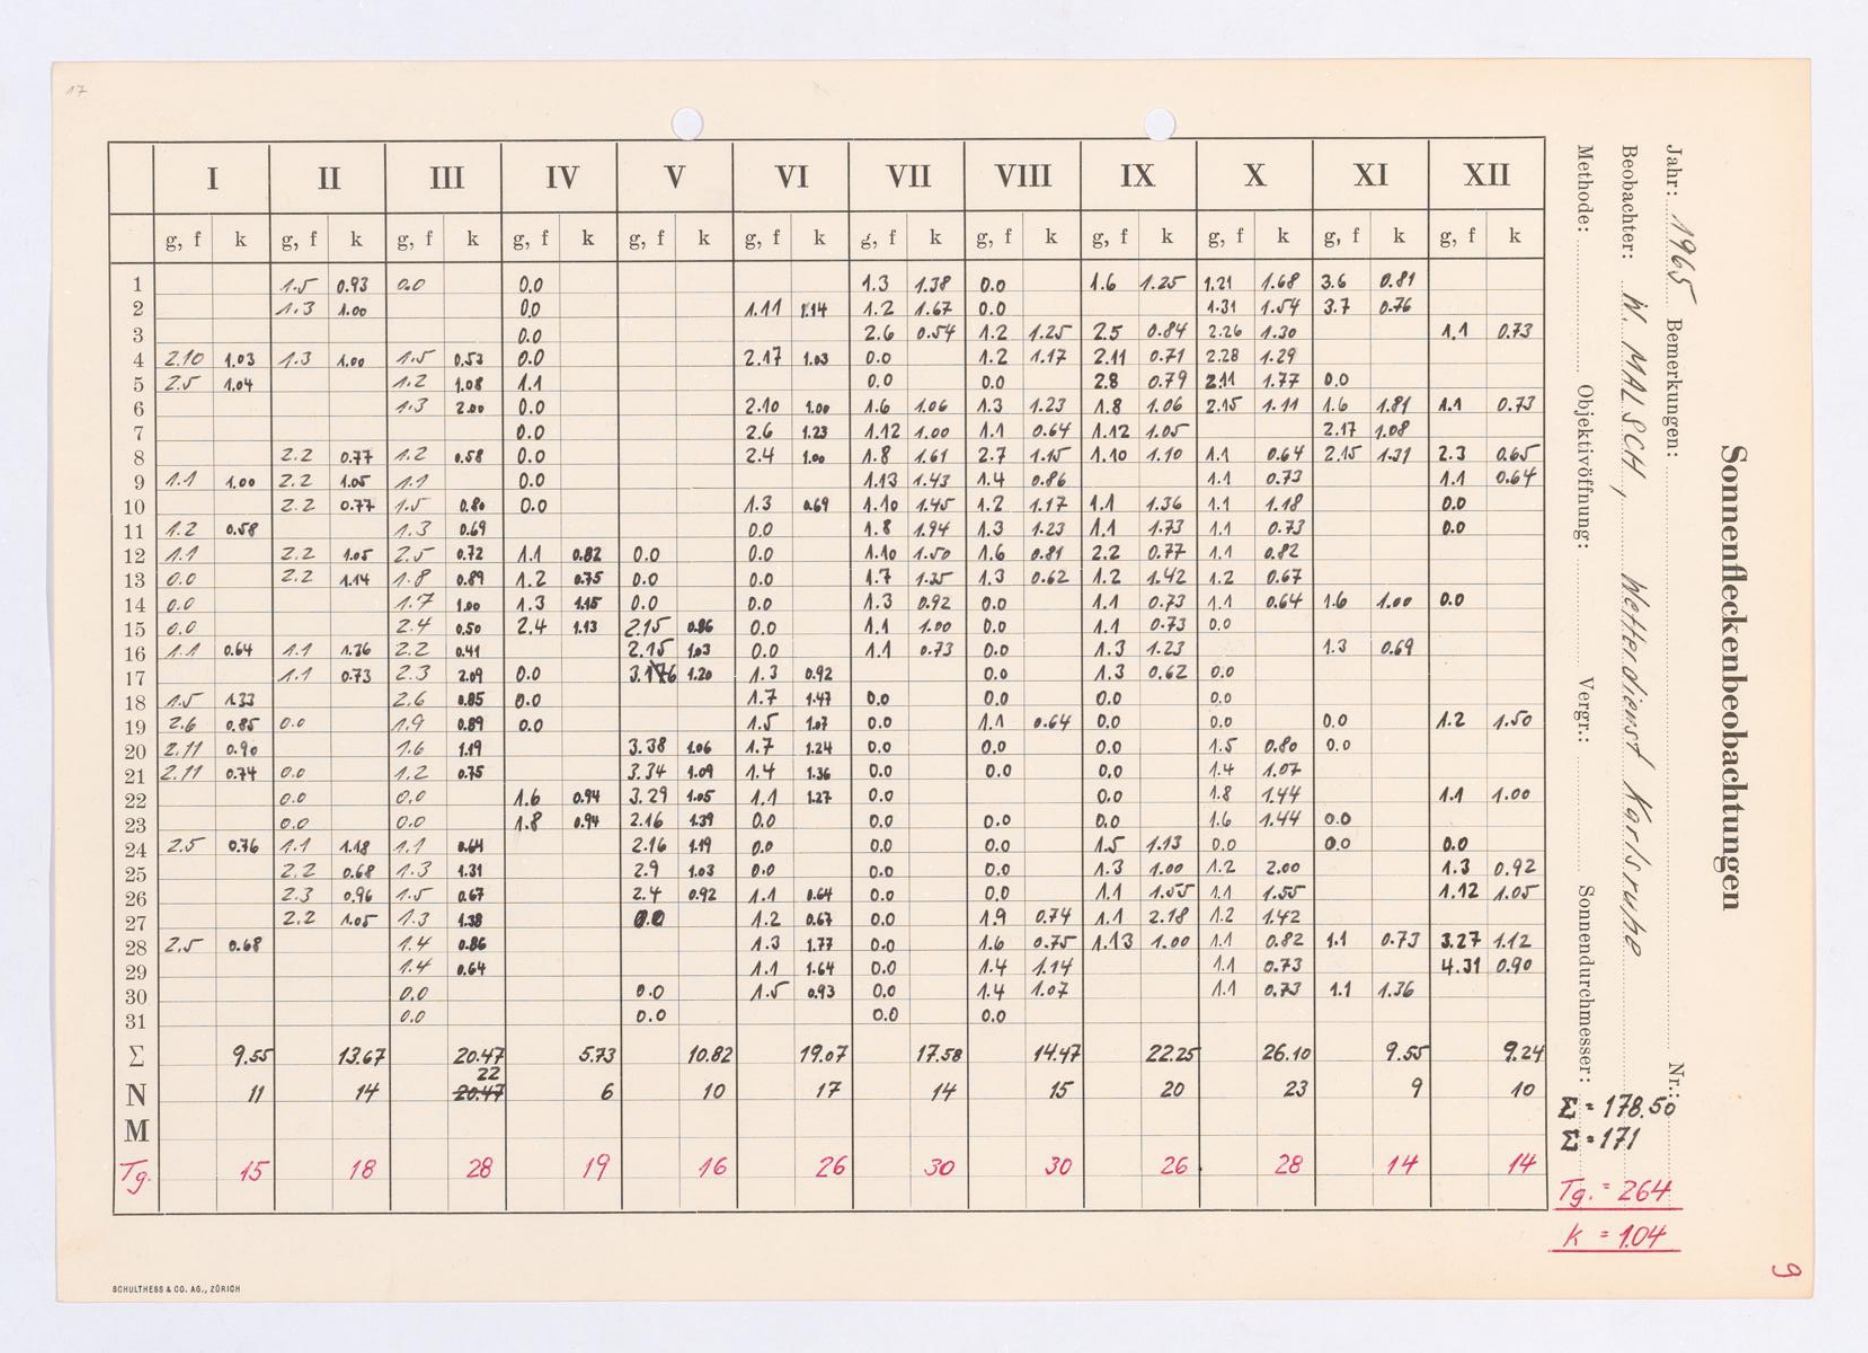 17
Sonnenfleckenbeobachtungen
Jahr: 1965 Bemerkungen: Nr.:
Beobachter: W. MALSCH, Wetterdienst Karlsruhe
Methode: Objektivöffnung: Vergr.: Sonnendurchmesser:
I II III IV V VI VII VIII IX X XI XII
g, f k g, f k g, f k g, f k g, f k g, f k g, f k g, f k g, f k g, f k g, f k g, f k
1 1.5 0.93 0.0 0.0 1.3 1.38 0.0 1.6 1.25 1.21 1.68 3.6 0.81
2 1.3 1.00 0.0 1.11 1.14 1.2 1.67 0.0 1.31 1.54 3.7 0.76
3 0.0 2.6 0.54 1.2 1.25 2.5 0.84 2.26 1.30 1.1 0.73
4 2.10 1.03 1.3 1.00 1.5 0.53 0.0 2.17 1.03 0.0 1.2 1.17 2.11 0.71 2.28 1.29
5 2.5 1.04 1.2 1.08 1.1 0.0 0.0 2.8 0.79 2.11 1.77 0.0
6 1.3 2.00 0.0 2.10 1.00 1.6 1.06 1.3 1.23 1.8 1.06 2.15 1.11 1.6 1.81 1.1 0.73
7 0.0 2.6 1.23 1.12 1.00 1.1 0.64 1.12 1.05 2.17 1.08
8 2.2 0.77 1.2 0.58 0.0 2.4 1.00 1.8 1.61 2.7 1.15 1.10 1.10 1.1 0.64 2.15 1.31 2.3 0.65
9 1.1 1.00 2.2 1.05 1.1 0.0 1.13 1.43 1.4 0.86 1.1 0.73 1.1 0.64
10 2.2 0.77 1.5 0.80 0.0 1.3 0.69 1.10 1.45 1.2 1.17 1.1 1.36 1.1 1.18 0.0
11 1.2 0.58 1.3 0.69 0.0 1.8 1.94 1.3 1.23 1.1 1.73 1.1 0.73 0.0
12 1.1 2.2 1.05 2.5 0.72 1.1 0.82 0.0 0.0 1.10 1.50 1.6 0.81 2.2 0.77 1.1 0.82
13 0.0 2.2 1.14 1.8 0.89 1.2 0.75 0.0 0.0 1.7 1.35 1.3 0.62 1.2 1.42 1.2 0.67
14 0.0 1.7 1.00 1.3 1.15 0.0 0.0 1.3 0.92 0.0 1.1 0.73 1.1 0.64 1.6 1.00 0.0
15 0.0 2.4 0.50 2.4 1.13 2.15 0.86 0.0 1.1 1.00 0.0 1.1 0.73 0.0
16 1.1 0.64 1.1 1.36 2.2 0.41 2.15 1.03 0.0 1.1 0.73 0.0 1.3 1.23 1.3 0.69
17 1.1 0.73 2.3 2.09 0.0 1.20 1.3 0.92 0.0 1.3 0.62 0.0
18 1.5 1.33 2.6 0.85 0.0 1.7 1.47 0.0 0.0 0.0 0.0
19 2.6 0.85 0.0 1.9 0.89 0.0 1.5 1.07 0.0 1.1 0.64 0.0 0.0 0.0 1.2 1.50
20 2.11 0.90 1.6 1.19 3.38 1.06 1.7 1.24 0.0 0.0 0.0 1.5 0.80 0.0
21 2.11 0.74 0.0 1.2 0.75 3.34 1.09 1.4 1.36 0.0 0.0 0.0 1.4 1.07
22 0.0 0.0 1.6 0.94 3.29 1.05 1.1 1.27 0.0 0.0 1.8 1.44 1.1 1.00
23 0.0 0.0 1.8 0.94 2.16 1.39 0.0 0.0 0.0 0.0 1.6 1.44 0.0
24 2.5 0.76 1.1 1.18 1.1 0.64 2.16 1.19 0.0 0.0 0.0 1.5 1.13 0.0 0.0 0.0
25 2.2 0.68 1.3 1.31 2.9 1.03 0.0 0.0 0.0 1.3 1.00 1.2 2.00 1.3 0.92
26 2.3 0.96 1.5 0.67 2.4 0.92 1.1 0.64 0.0 0.0 1.1 1.55 1.1 1.55 1.12 1.05
27 2.2 1.05 1.3 1.38 0.0 1.2 0.67 0.0 1.9 0.74 1.1 2.18 1.2 1.42
28 2.5 0.68 1.4 0.86 1.3 1.77 0.0 1.6 0.75 1.13 1.00 1.1 0.82 1.1 0.73 3.27 1.12
29 1.4 0.64 1.1 1.64 0.0 1.4 1.14 1.1 0.73 4.31 0.90
30 0.0 0.0 1.5 0.93 0.0 1.4 1.07 1.1 0.73 1.1 1.36
31 0.0 0.0 0.0 0.0
Σ 9.55 13.67 20.47 5.73 10.82 19.07 17.58 14.47 22.25 26.10 9.55 9.24
22
N 11 14 20.47 6 10 17 14 15 20 23 9 10
M
Tg. 15 18 28 19 16 26 30 30 26 28 14 14
Σ = 178.50
Σ = 171
Tg. = 264
k = 1.04
9
SCHULTHESS & CO. AG., ZÜRICH